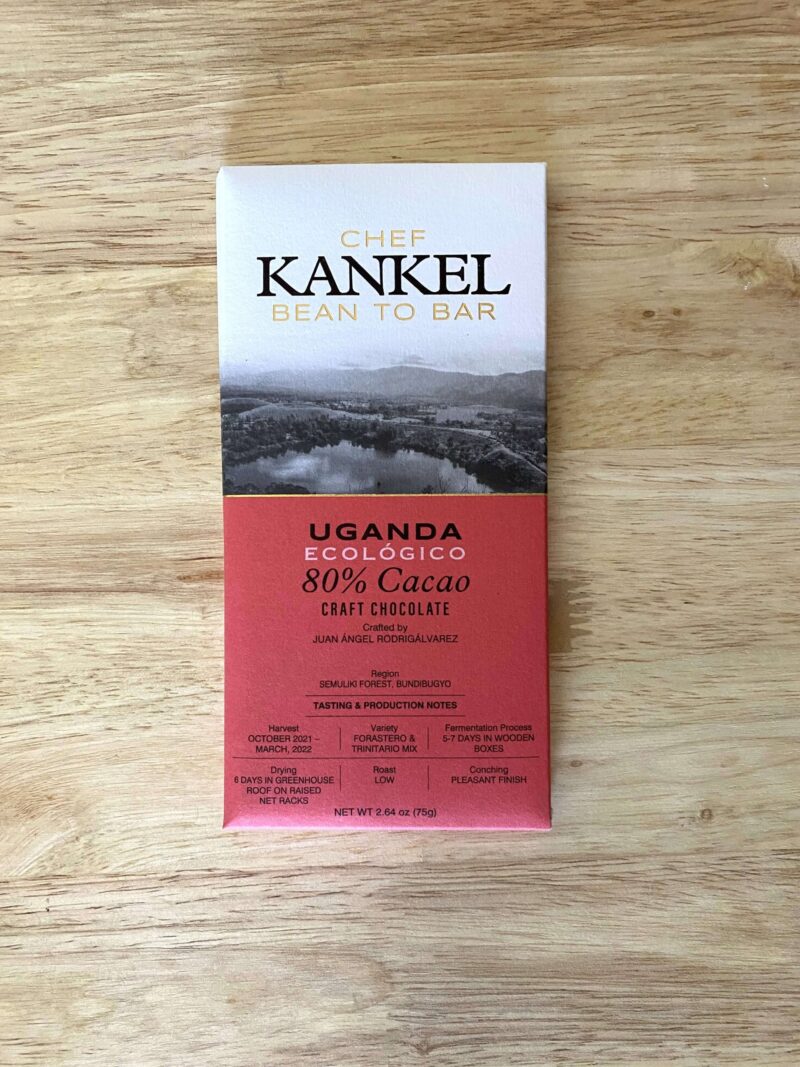 CHEF
KANKEL
BEAN TO BAR
UGANDA
ECOLÓGICO
80% Cacao
CRAFT CHOCOLATE
Crafted by
JUAN ÁNGEL RODRIGÁLVAREZ
Region
SEMULIKI FOREST, BUNDIBUGYO
TASTING & PRODUCTION NOTES
Harvest
OCTOBER 2021 –
MARCH, 2022
Variety
FORASTERO &
TRINITARIO MIX
Fermentation Process
5-7 DAYS IN WOODEN
BOXES
Drying
6 DAYS IN GREENHOUSE
ROOF ON RAISED
NET RACKS
Roast
LOW
Conching
PLEASANT FINISH
NET WT 2.64 oz (75g)